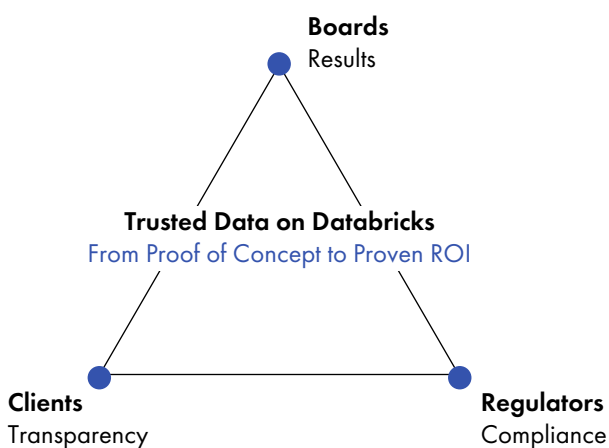 Boards
Results
Trusted Data on Databricks
From Proof of Concept to Proven ROI
Clients
Transparency
Regulators
Compliance